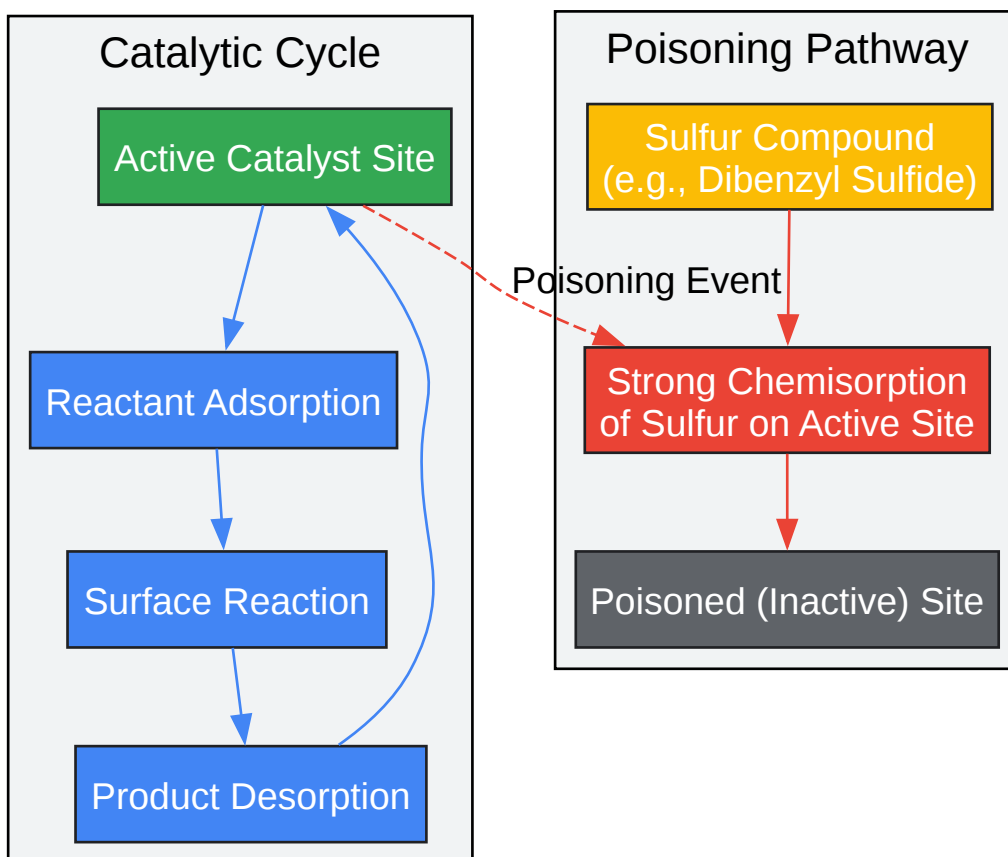 Catalytic Cycle
Active Catalyst Site
Reactant Adsorption
Surface Reaction
Product Desorption
Poisoning Event
Poisoning Pathway
Sulfur Compound
(e.g., Dibenzyl Sulfide)
Strong Chemisorption
of Sulfur on Active Site
Poisoned (Inactive) Site